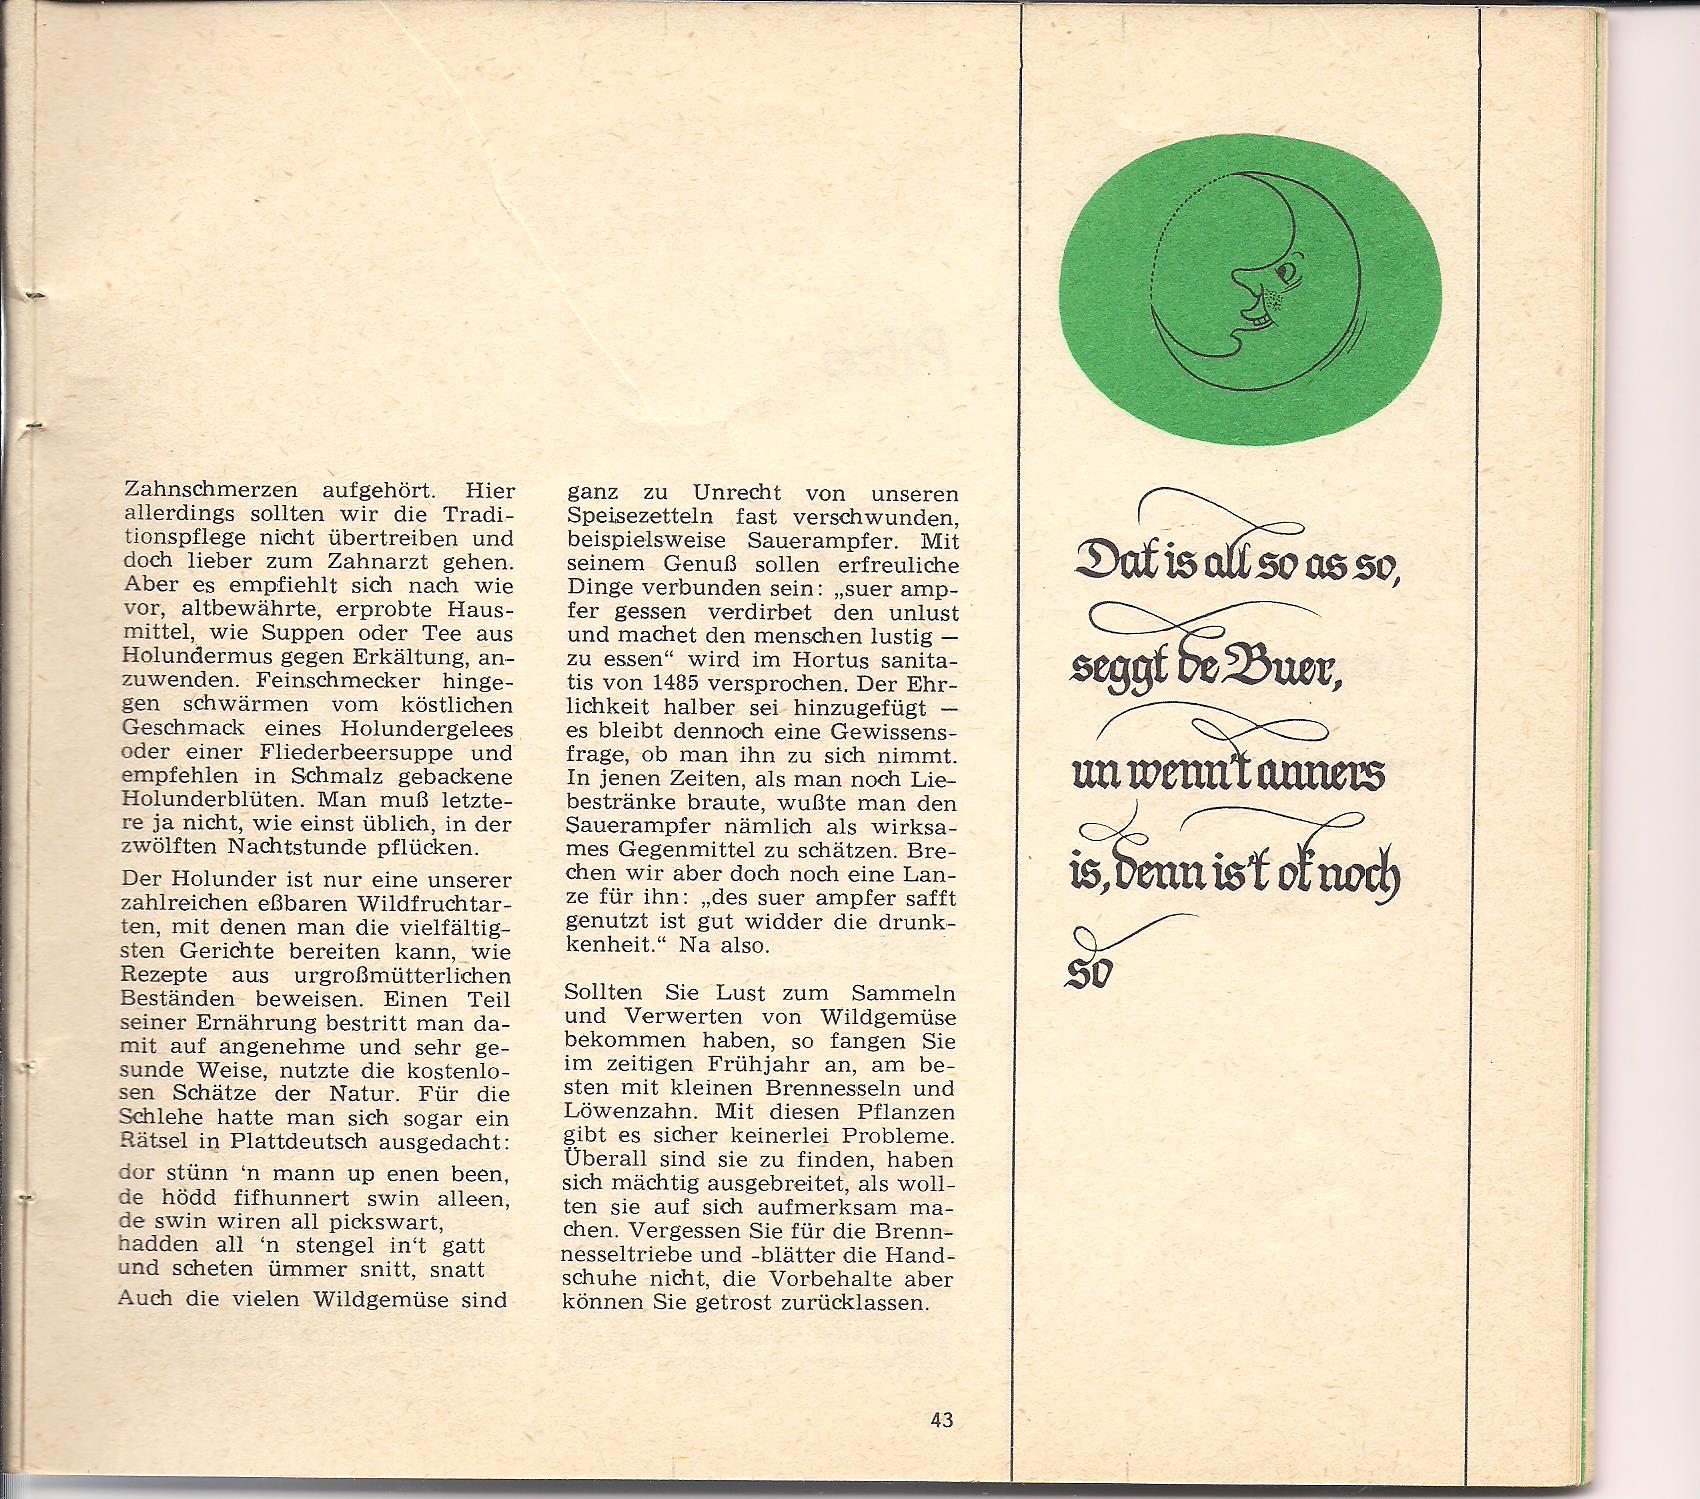 Zahnschmerzen aufgehört. Hier
allerdings sollten wir die Tradi-
tionspflege nicht übertreiben und
doch lieber zum Zahnarzt gehen.
Aber es empfiehlt sich nach wie
vor, altbewährte, erprobte Haus-
mittel, wie Suppen oder Tee aus
Holundermus gegen Erkältung, an-
zuwenden. Feinschmecker hinge-
gen schwärmen vom köstlichen
Geschmack eines Holundergelees
oder einer Fliederbeersuppe und
empfehlen in Schmalz gebackene
Holunderblüten. Man muß letzte-
re ja nicht, wie einst üblich, in der
zwölften Nachtstunde pflücken.
Der Holunder ist nur eine unserer
zahlreichen eßbaren Wildfruchtar-
ten, mit denen man die vielfältig-
sten Gerichte bereiten kann, wie
Rezepte aus urgroßmütterlichen
Beständen beweisen. Einen Teil
seiner Ernährung bestritt man da-
mit auf angenehme und sehr ge-
sunde Weise, nutzte die kostenlo-
sen Schätze der Natur. Für die
Schlehe hatte man sich sogar ein
Rätsel in Plattdeutsch ausgedacht:
dor stünn ‘n mann up enen been,
de hödd fifhunnert swin alleen,
de swin wiren all pickswart,
hadden all ‘n stengel in‘t gatt
und scheten ümmer snitt, snatt
Auch die vielen Wildgemüse sind
ganz zu Unrecht von unseren
Speisezetteln fast verschwunden,
beispielsweise Sauerampfer. Mit
seinem Genuß sollen erfreuliche
Dinge verbunden sein: „suer amp-
fer gessen verdirbet den unlust
und machet den menschen lustig —
zu essen“ wird im Hortus sanita-
tis von 1485 versprochen. Der Ehr-
lichkeit halber sei hinzugefügt —
es bleibt dennoch eine Gewissens-
frage, ob man ihn zu sich nimmt.
In jenen Zeiten, als man noch Lie-
bestränke braute, wußte man den
Sauerampfer nämlich als wirksa-
mes Gegenmittel zu schätzen. Bre-
chen wir aber doch noch eine Lan-
ze für ihn: „des suer ampfer safft
genutzt ist gut widder die drunk-
kenheit.“ Na also.
Sollten Sie Lust zum Sammeln
und Verwerten von Wildgemüse
bekommen haben, so fangen Sie
im zeitigen Frühjahr an, am be-
sten mit kleinen Brennesseln und
Löwenzahn. Mit diesen Pflanzen
gibt es sicher keinerlei Probleme.
Überall sind sie zu finden, haben
sich mächtig ausgebreitet, als woll-
ten sie auf sich aufmerksam ma-
chen. Vergessen Sie für die Brenn-
nesseltriebe und -blätter die Hand-
schuhe nicht, die Vorbehalte aber
können Sie getrost zurücklassen.
43
Dat is all so as so,
seggt de Buer,
un wenn't anners
is, denn is't ok noch
so